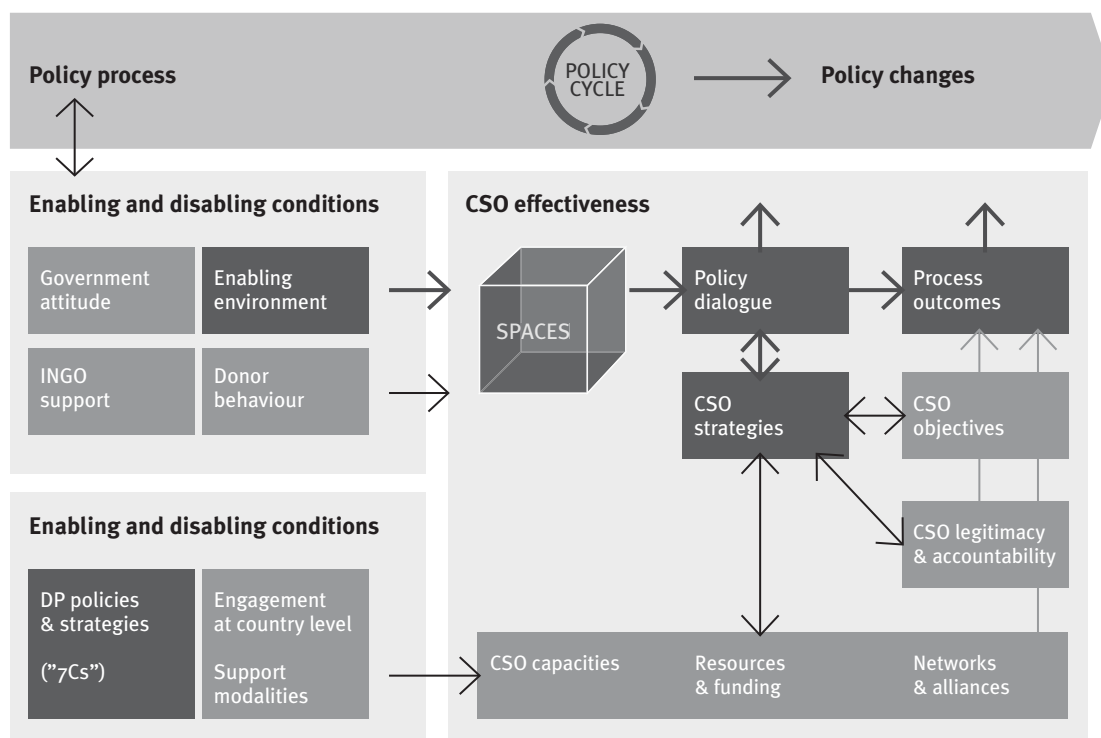 Policy process
POLICY
CYCLE
Policy changes
Enabling and disabling conditions
Government
attitude
Enabling
environment
INGO
support
Donor
behaviour
CSO effectiveness
SPACES
Policy
dialogue
Process
outcomes
CSO
strategies
CSO
objectives
CSO legitimacy
& accountability
Enabling and disabling conditions
DP policies
& strategies
("7Cs")
Engagement
at country level
Support
modalities
CSO capacities
Resources
& funding
Networks
& alliances